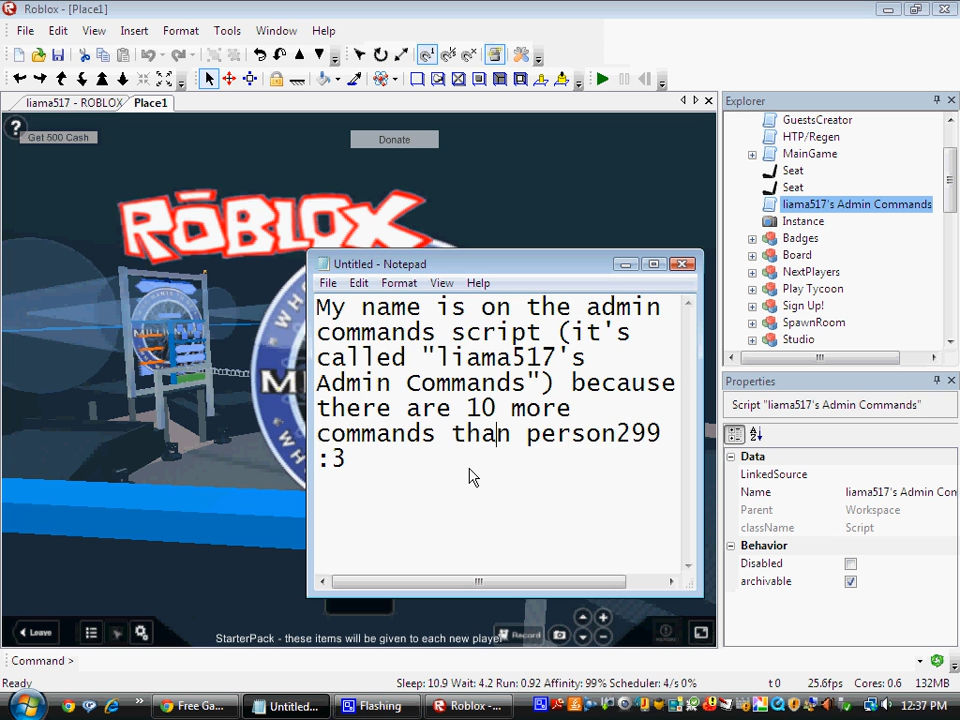 Roblox - [Place1]
File Edit View Insert Format Tools Window Help
liama517 - ROBLOX Place1
Get 500 Cash
Donate
ROBLOX
Untitled - Notepad
File Edit Format View Help
My name is on the admin
commands script (it's
called "liama517's
Admin Commands") because
there are 10 more
commands than person299
:3
Leave
StarterPack - these items will be given to each new player
Record
Explorer
GuestsCreator
HTP/Regen
MainGame
Seat
Seat
liama517's Admin Commands
Instance
Badges
Board
NextPlayers
Play Tycoon
Sign Up!
SpawnRoom
Studio
Properties
Script "liama517's Admin Commands"
Data
LinkedSource
Name liama517's Admin Con
Parent Workspace
className Script
Behavior
Disabled
archivable
Command >
Ready
Sleep: 10.9 Wait: 4.2 Run: 0.92 Affinity: 99% Scheduler: 4/s 0% t 0 25.6fps Cores: 0.6 132MB
Free Ga... Untitled... Flashing Roblox -... 12:37 PM